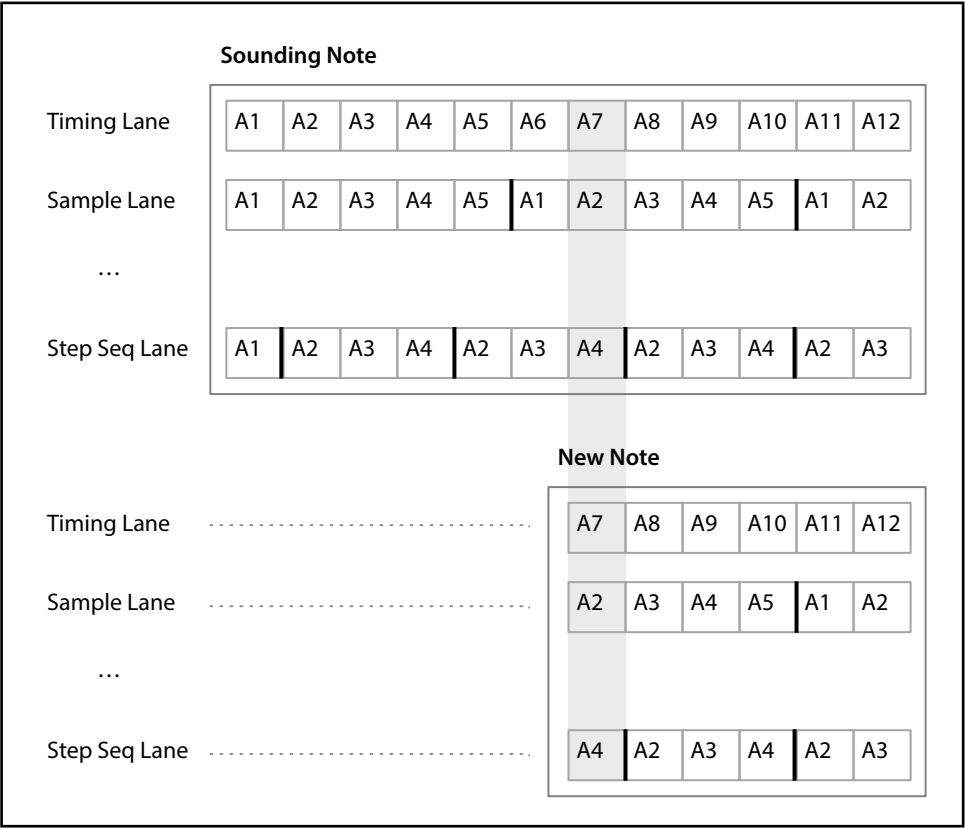 Sounding Note
Timing Lane A1 A2 A3 A4 A5 A6 A7 A8 A9 A10 A11 A12
Sample Lane A1 A2 A3 A4 A5 A1 A2 A3 A4 A5 A1 A2
...
Step Seq Lane A1 A2 A3 A4 A2 A3 A4 A2 A3 A4 A2 A3
New Note
Timing Lane A7 A8 A9 A10 A11 A12
Sample Lane A2 A3 A4 A5 A1 A2
...
Step Seq Lane A4 A2 A3 A4 A2 A3